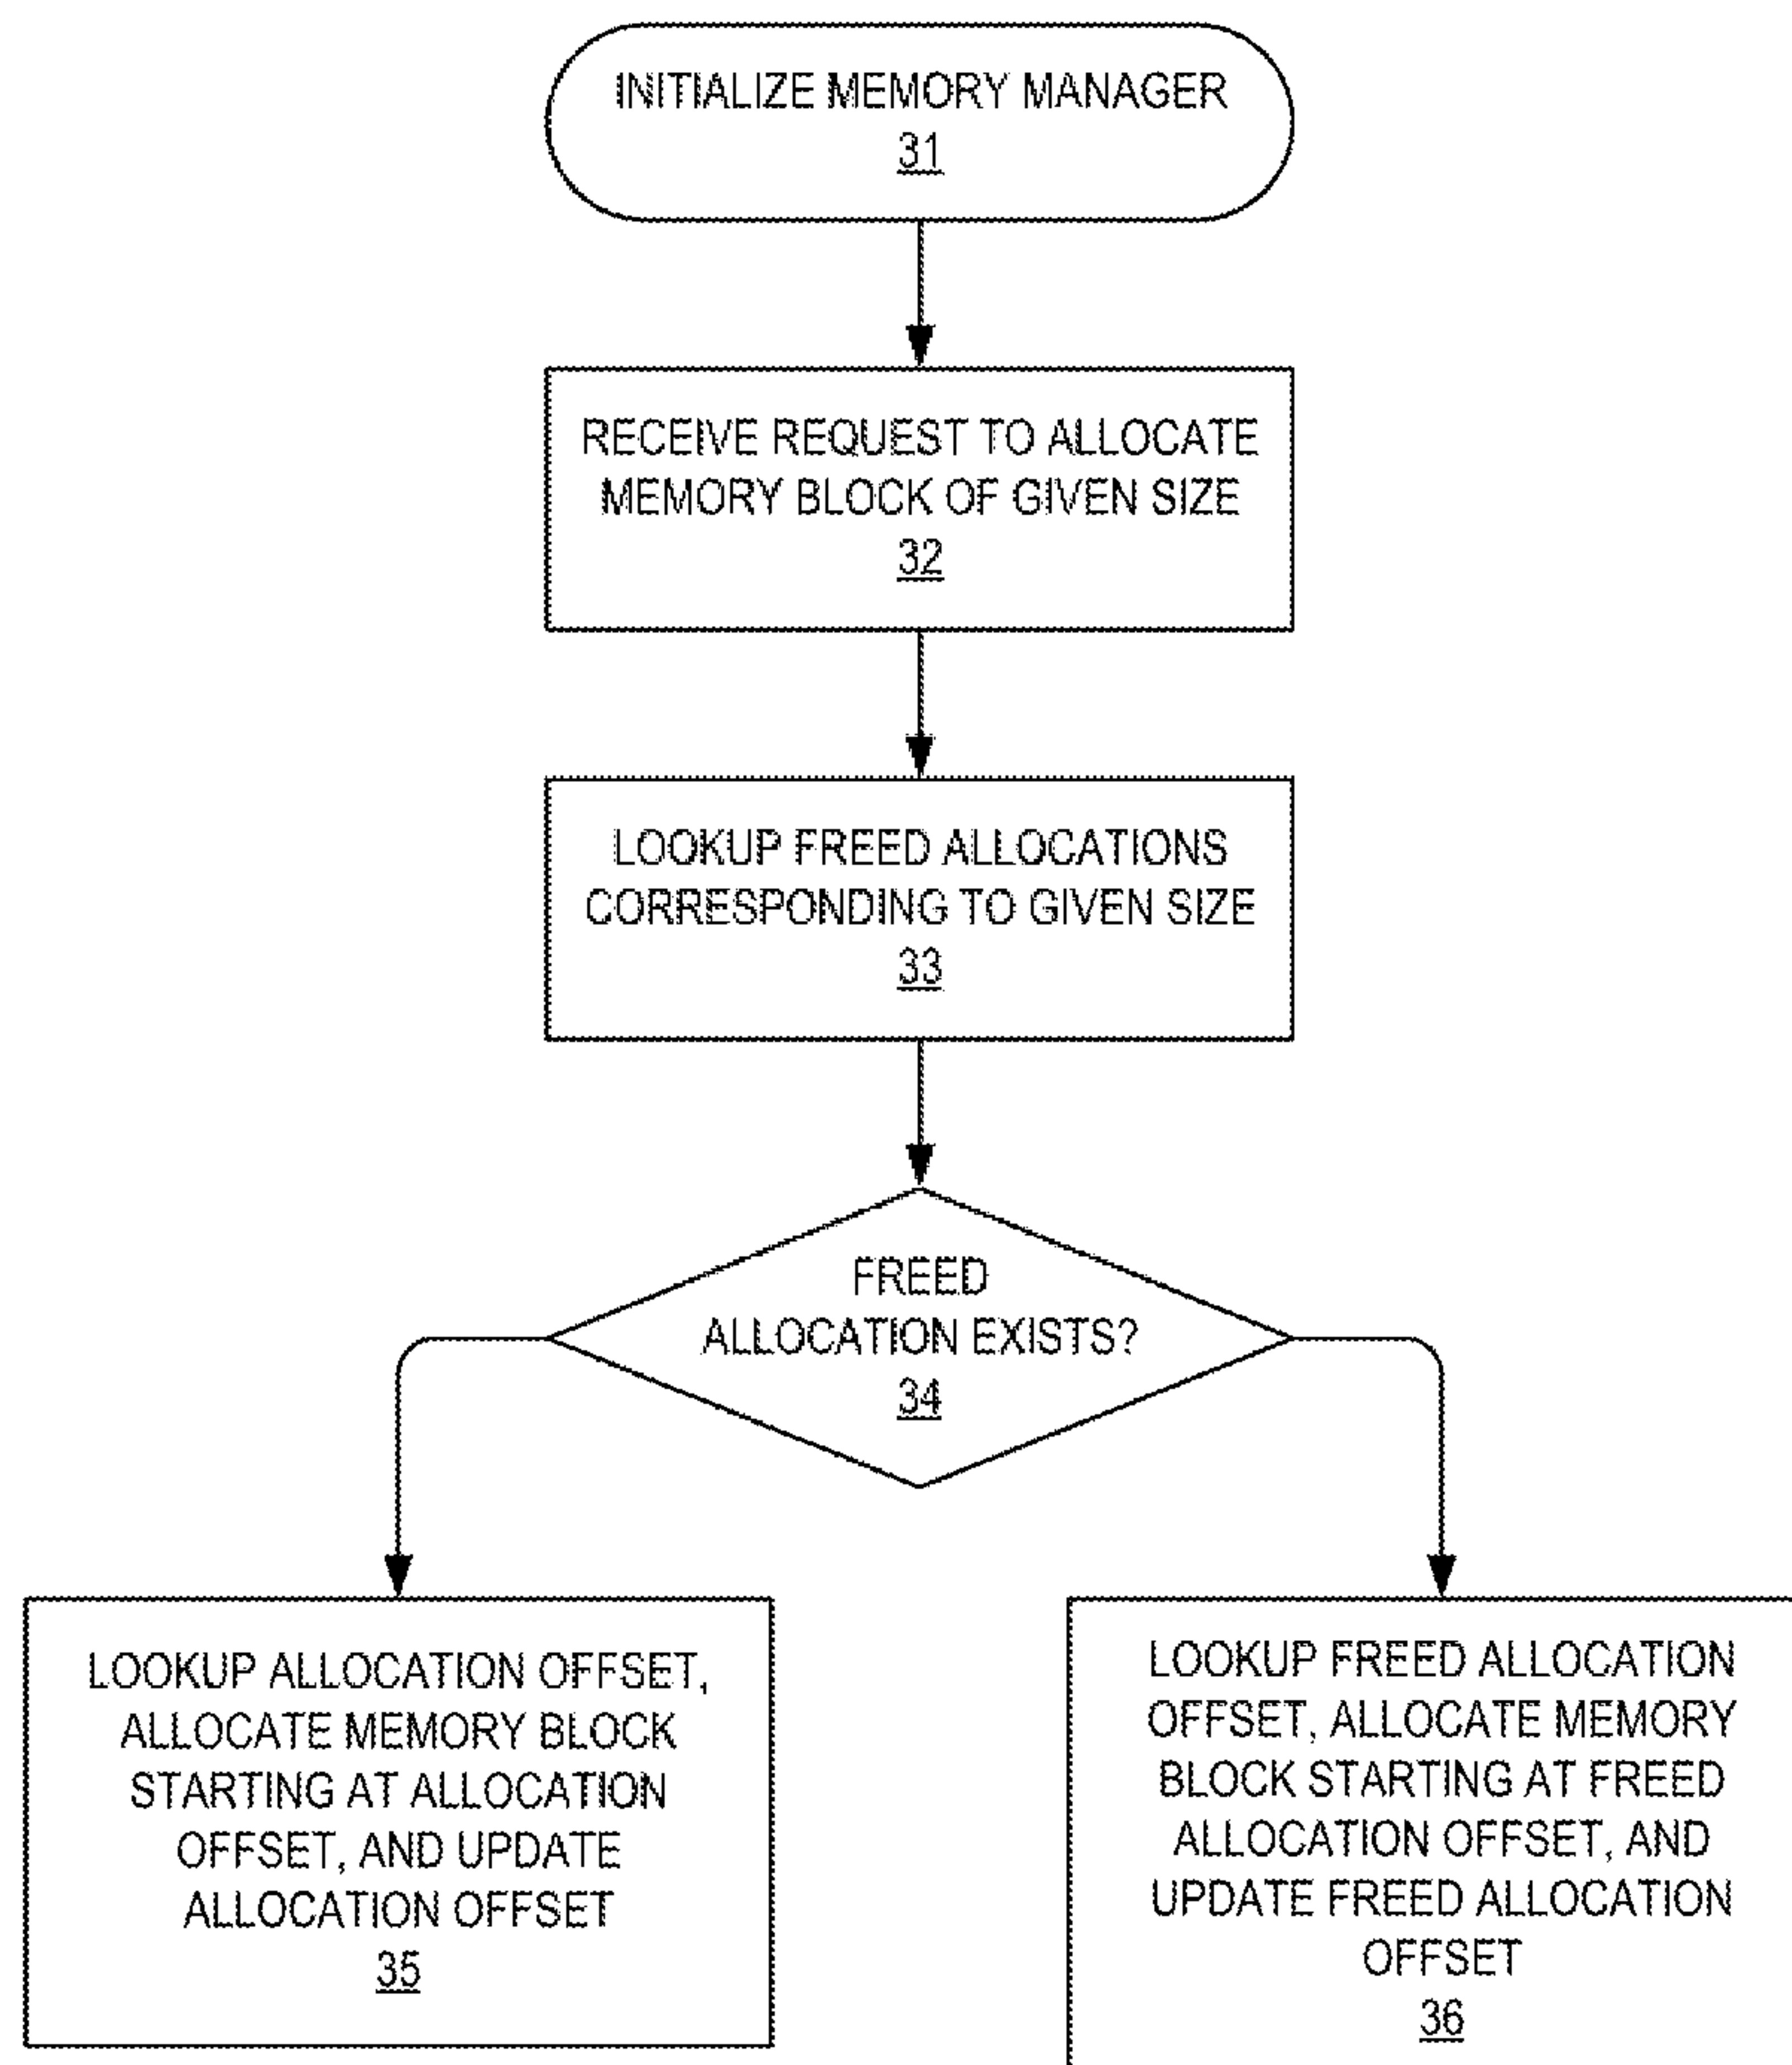 INITIALIZE MEMORY MANAGER
31
RECEIVE REQUEST TO ALLOCATE
MEMORY BLOCK OF GIVEN SIZE
32
LOOKUP FREED ALLOCATIONS
CORRESPONDING TO GIVEN SIZE
33
FREED
ALLOCATION EXISTS?
34
LOOKUP ALLOCATION OFFSET,
ALLOCATE MEMORY BLOCK
STARTING AT ALLOCATION
OFFSET, AND UPDATE
ALLOCATION OFFSET
35
LOOKUP FREED ALLOCATION
OFFSET, ALLOCATE MEMORY
BLOCK STARTING AT FREED
ALLOCATION OFFSET, AND
UPDATE FREED ALLOCATION
OFFSET
36